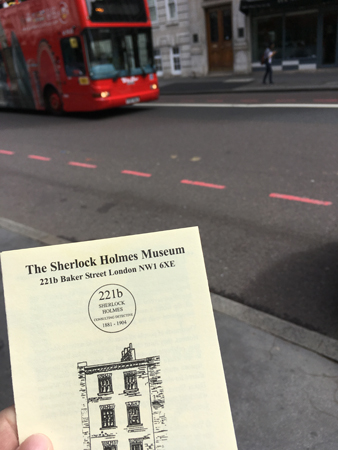 The Sherlock Holmes Museum
221b Baker Street London NW1 6XE
221b
SHERLOCK
HOLMES
CONSULTING DETECTIVE
1881 - 1904